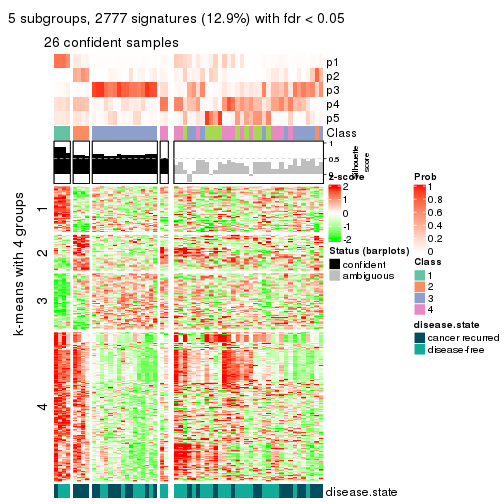 5 subgroups, 2777 signatures (12.9%) with fdr < 0.05
26 confident samples
p1
p2
p3
p4
p5
Class
1
0.5
0
Silhouette
score
k-means with 4 groups
1
2
3
4
z-score
2
1
0
-1
-2
Status (barplots)
confident
ambiguous
Prob
1
0.8
0.6
0.4
0.2
0
Class
1
2
3
4
disease.state
cancer recurred
disease-free
disease.state